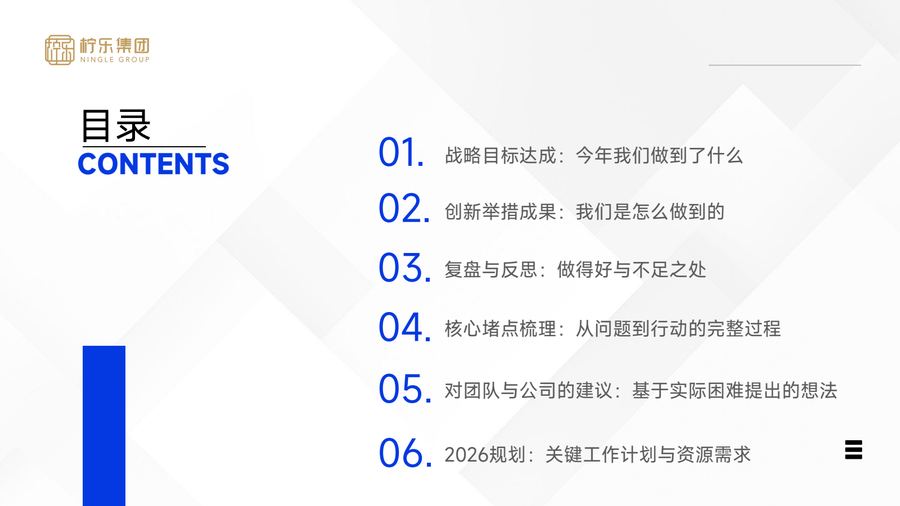 柠乐集团
NINGLE GROUP
目录
CONTENTS
01. 战略目标达成：今年我们做到了什么
02. 创新举措成果：我们是怎么做到的
03. 复盘与反思：做得好与不足之处
04. 核心堵点梳理：从问题到行动的完整过程
05. 对团队与公司的建议：基于实际困难提出的想法
06. 2026规划：关键工作计划与资源需求